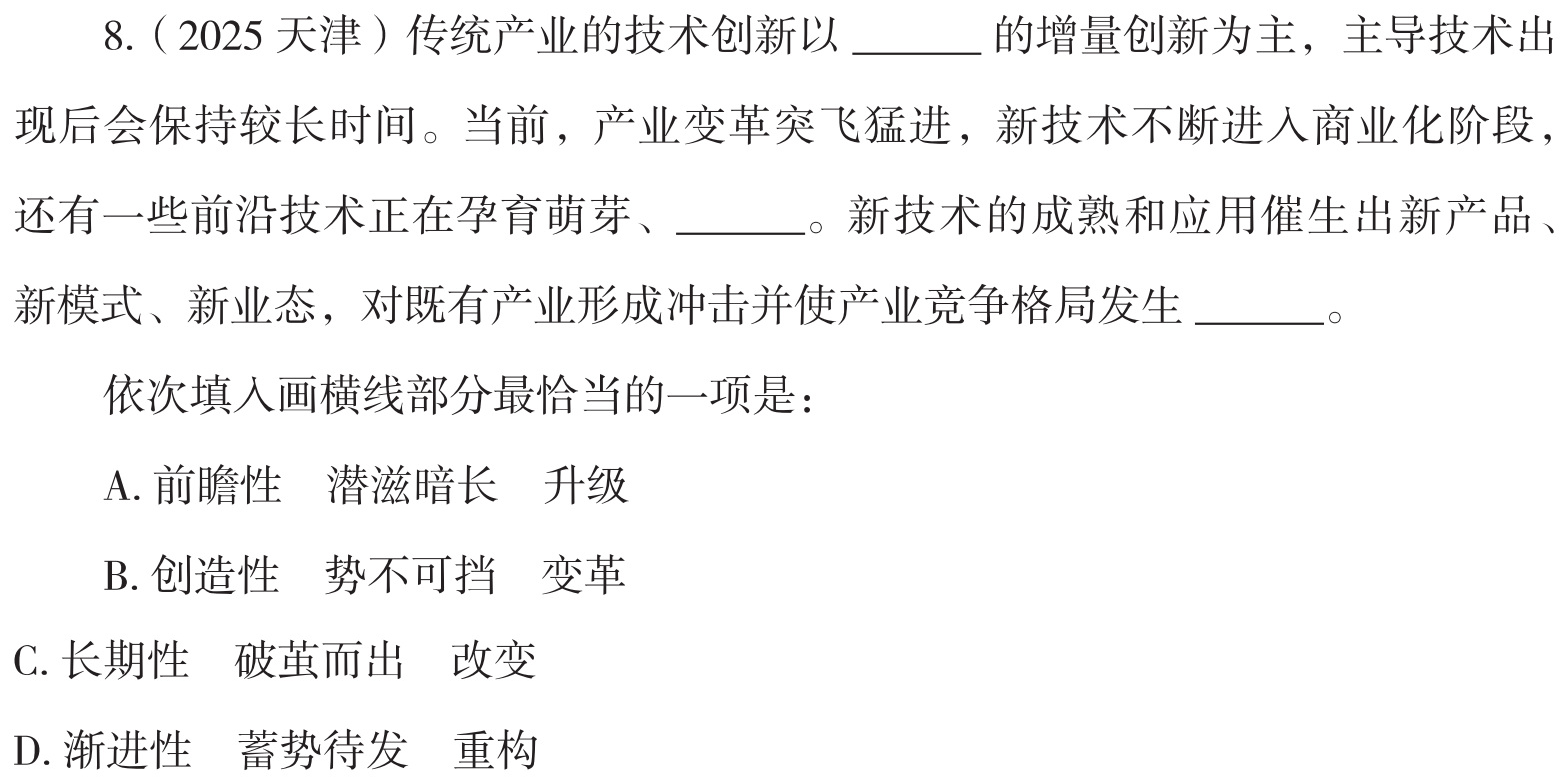 8.（2025 天津）传统产业的技术创新以 ______ 的增量创新为主，主导技术出
现后会保持较长时间。当前，产业变革突飞猛进，新技术不断进入商业化阶段，
还有一些前沿技术正在孕育萌芽、______。新技术的成熟和应用催生出新产品、
新模式、新业态，对既有产业形成冲击并使产业竞争格局发生 ______。
依次填入画横线部分最恰当的一项是：
A. 前瞻性　潜滋暗长　升级
B. 创造性　势不可挡　变革
C. 长期性　破茧而出　改变
D. 渐进性　蓄势待发　重构